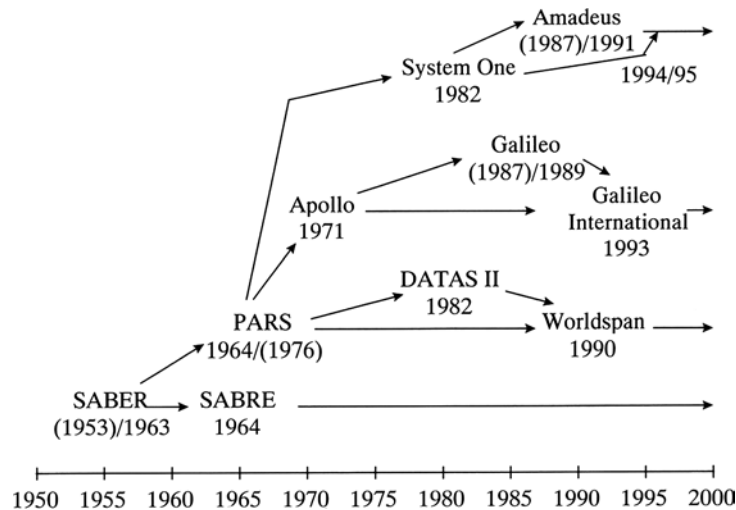 Amadeus
(1987)/1991
System One
1982
1994/95
Galileo
(1987)/1989
Apollo
1971
Galileo
International
1993
DATAS II
1982
PARS
1964/(1976)
Worldspan
1990
SABER
(1953)/1963
SABRE
1964
1950 1955 1960 1965 1970 1975 1980 1985 1990 1995 2000